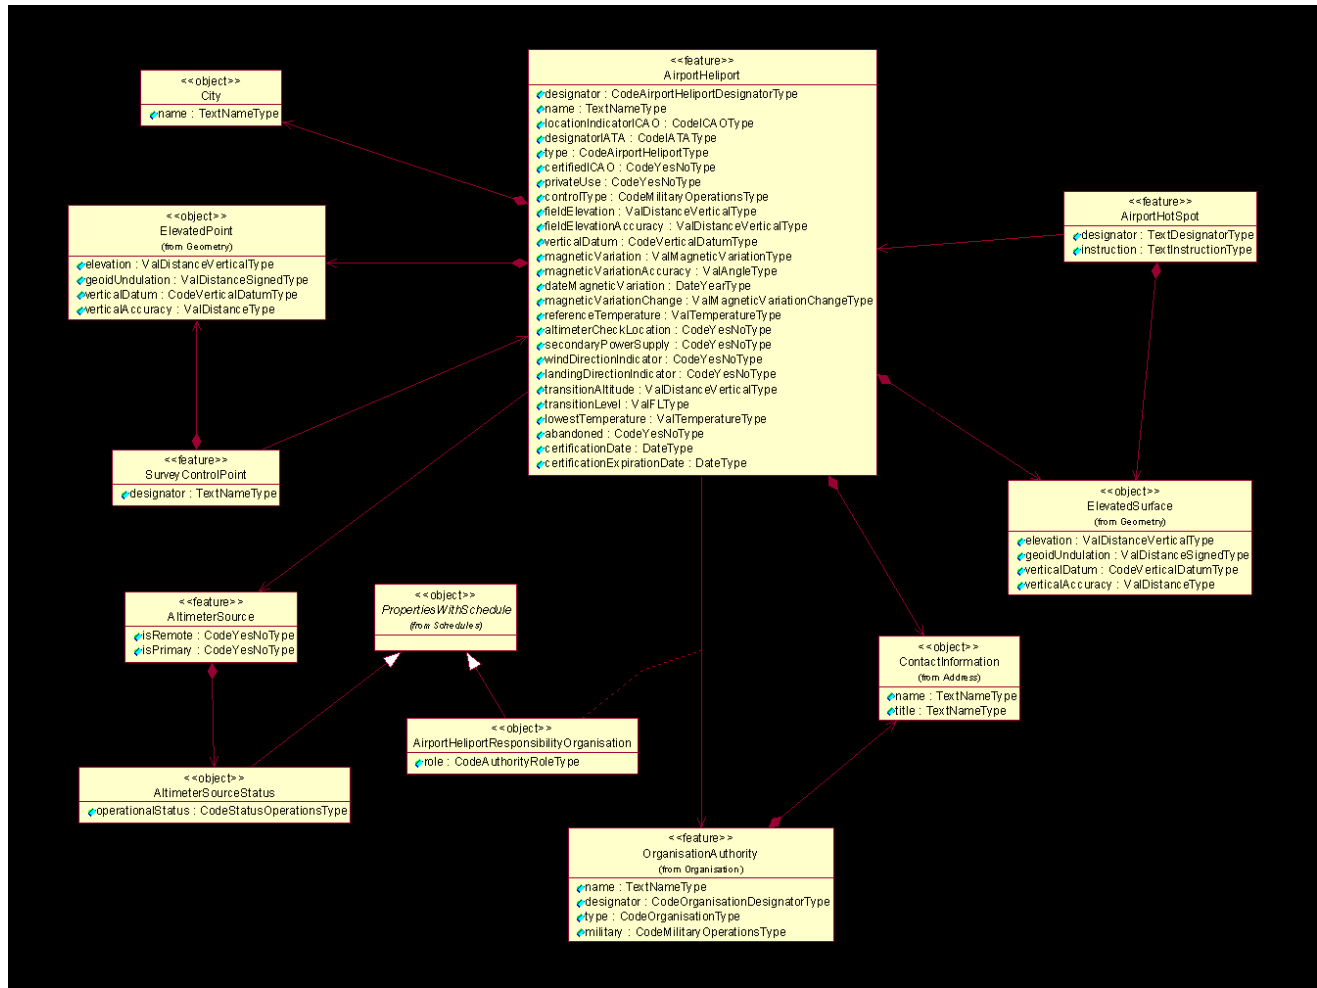 <<feature>>
AirportHeliport
designator : CodeAirportHeliportDesignatorType
name : TextNameType
locationIndicatorICAO : CodeICAOType
designatorIATA : CodeIATAType
type : CodeAirportHeliportType
certifiedICAO : CodeYesNoType
privateUse : CodeYesNoType
controlType : CodeMilitaryOperationsType
fieldElevation : ValDistanceVerticalType
fieldElevationAccuracy : ValDistanceVerticalType
verticalDatum : CodeVerticalDatumType
magneticVariation : ValMagneticVariationType
magneticVariationAccuracy : ValAngleType
dateMagneticVariation : DateYearType
magneticVariationChange : ValMagneticVariationChangeType
referenceTemperature : ValTemperatureType
altimeterCheckLocation : CodeYesNoType
secondaryPowerSupply : CodeYesNoType
windDirectionIndicator : CodeYesNoType
landingDirectionIndicator : CodeYesNoType
transitionAltitude : ValDistanceVerticalType
transitionLevel : ValFLType
lowestTemperature : ValTemperatureType
abandoned : CodeYesNoType
certificationDate : DateType
certificationExpirationDate : DateType
<<object>>
City
name : TextNameType
<<object>>
ElevatedPoint
(from Geometry)
elevation : ValDistanceVerticalType
geoidUndulation : ValDistanceSignedType
verticalDatum : CodeVerticalDatumType
verticalAccuracy : ValDistanceType
<<feature>>
AirportHotSpot
designator : TextDesignatorType
instruction : TextInstructionType
<<feature>>
SurveyControlPoint
designator : TextNameType
<<object>>
ElevatedSurface
(from Geometry)
elevation : ValDistanceVerticalType
geoidUndulation : ValDistanceSignedType
verticalDatum : CodeVerticalDatumType
verticalAccuracy : ValDistanceType
<<feature>>
AltimeterSource
isRemote : CodeYesNoType
isPrimary : CodeYesNoType
<<object>>
PropertiesWithSchedule
(from Schedules)
<<object>>
ContactInformation
(from Address)
name : TextNameType
title : TextNameType
<<object>>
AirportHeliportResponsibilityOrganisation
role : CodeAuthorityRoleType
<<object>>
AltimeterSourceStatus
operationalStatus : CodeStatusOperationsType
<<feature>>
OrganisationAuthority
(from Organisation)
name : TextNameType
designator : CodeOrganisationDesignatorType
type : CodeOrganisationType
military : CodeMilitaryOperationsType